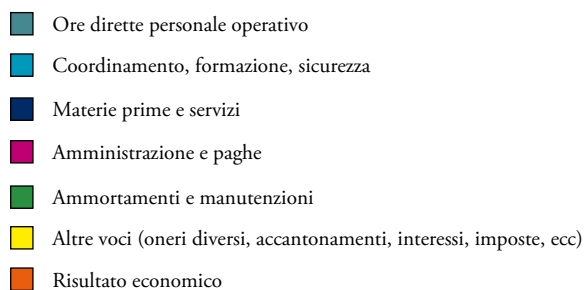 Ore dirette personale operativo
Coordinamento, formazione, sicurezza
Materie prime e servizi
Amministrazione e paghe
Ammortamenti e manutenzioni
Altre voci (oneri diversi, accantonamenti, interessi, imposte, ecc)
Risultato economico